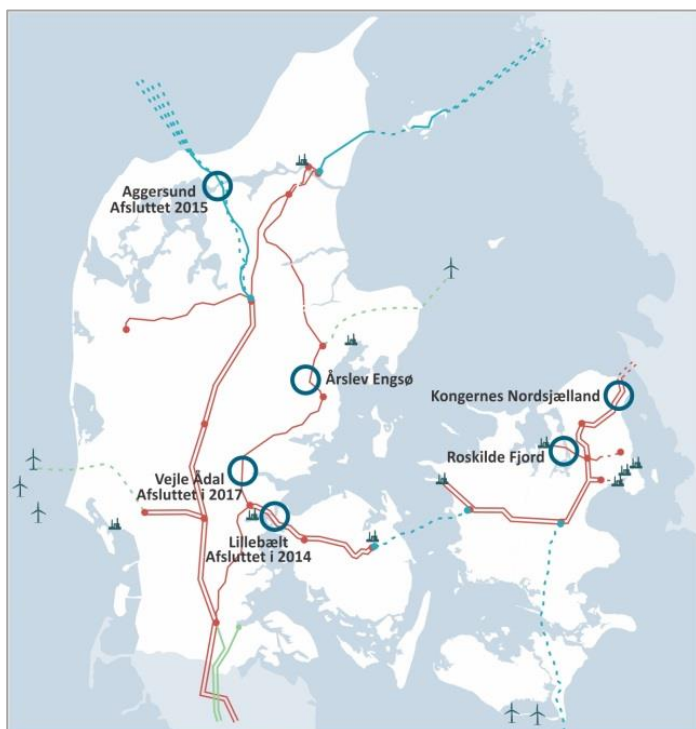 Aggersund
Afsluttet 2015
Årslev Engsø
Kongernes Nordsjælland
Roskilde Fjord
Vejle Ådal
Afsluttet i 2017
Lillebælt
Afsluttet i 2014